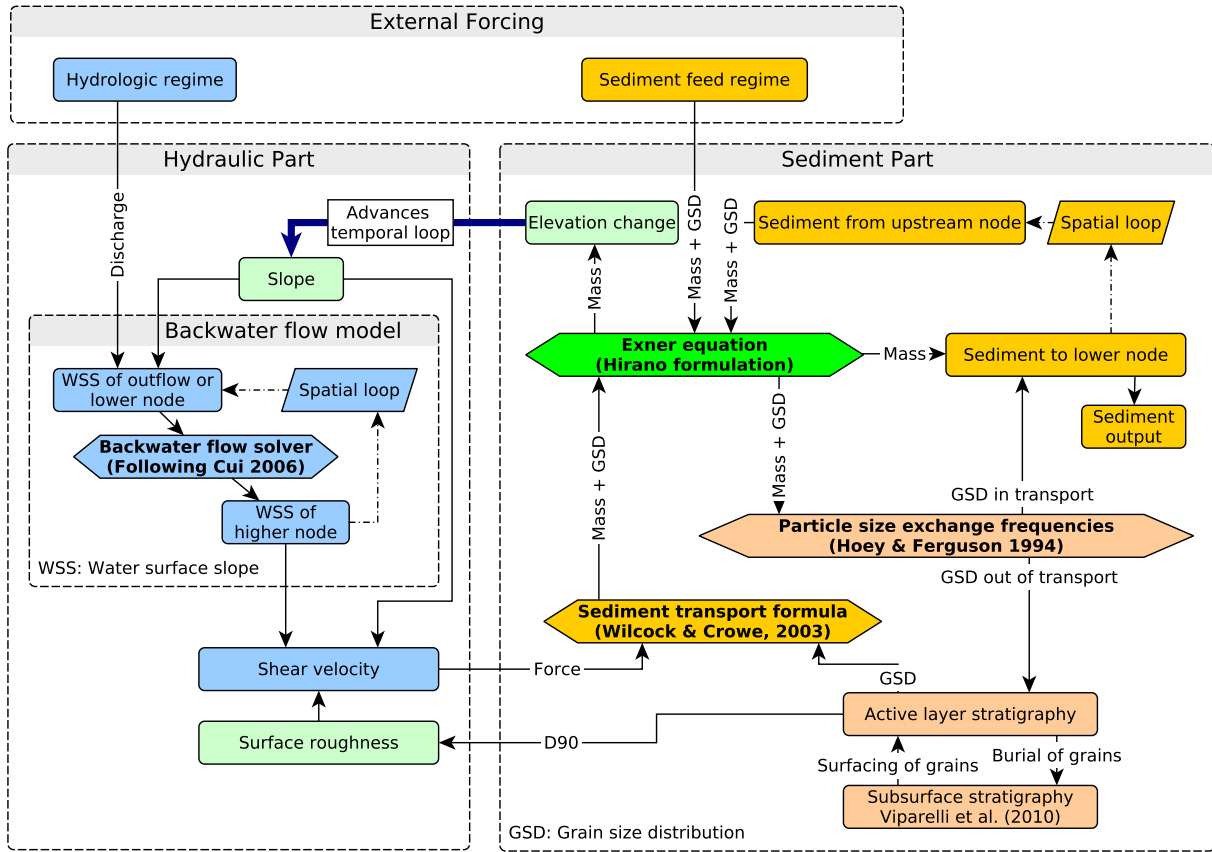 External Forcing
Hydrologic regime
Sediment feed regime
Hydraulic Part
Sediment Part
Discharge
Advances
temporal loop
Elevation change
Mass + GSD
Mass + GSD
Sediment from upstream node
Spatial loop
Slope
Mass
Backwater flow model
Exner equation
(Hirano formulation)
Mass
Sediment to lower node
WSS of outflow or
lower node
Spatial loop
Sediment
output
Backwater flow solver
(Following Cui 2006)
Mass + GSD
Mass + GSD
GSD in transport
WSS of
higher node
Particle size exchange frequencies
(Hoey & Ferguson 1994)
WSS: Water surface slope
GSD out of transport
Sediment transport formula
(Wilcock & Crowe, 2003)
Shear velocity
Force
GSD
Active layer stratigraphy
Surface roughness
D90
Surfacing of grains
Burial of grains
Subsurface stratigraphy
Viparelli et al. (2010)
GSD: Grain size distribution